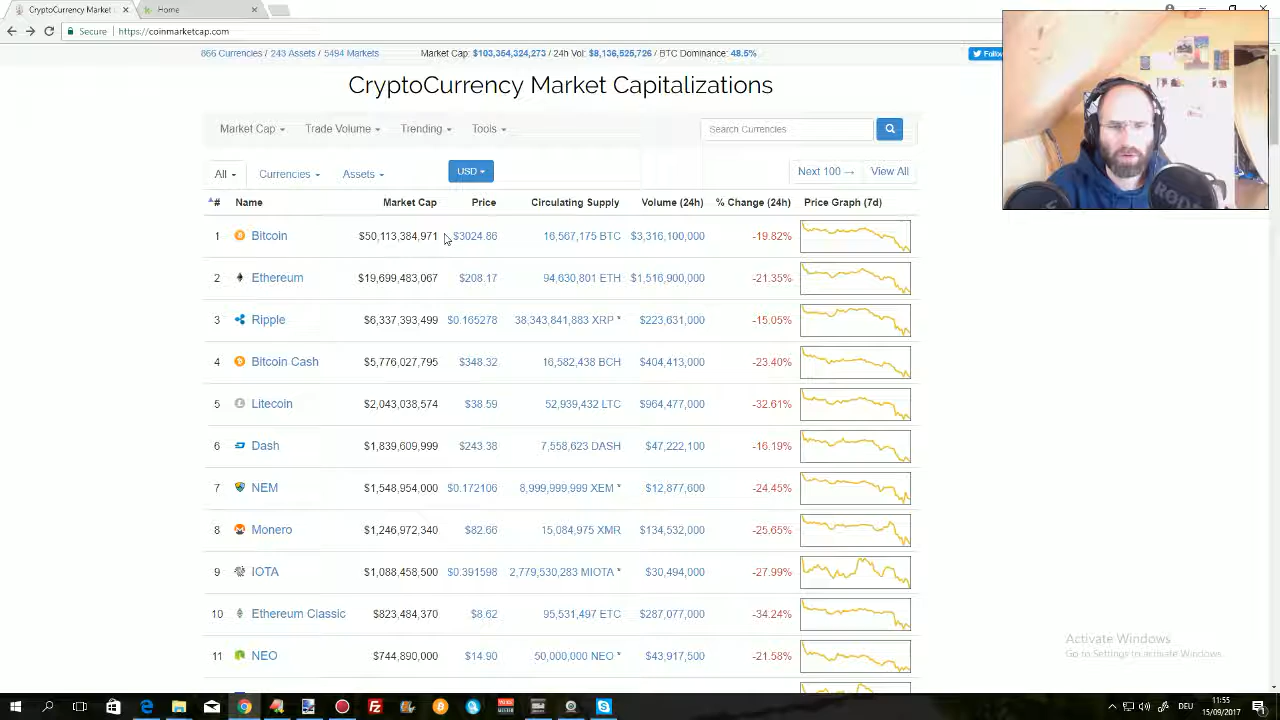 CryptoCurrency Market
Home
Secure | https://coinmarketcap.com
866 Currencies / 243 Assets / 5494 Markets Market Cap: $103,354,324,273 / 24h Vol: $8,136,525,726 / BTC Dominance: 48.5%
CryptoCurrency Market Capitalizations
Market Cap Trade Volume Trending Tools Search Currencies
All Currencies Assets USD Next 100 → View All
# Name Market Cap Price Circulating Supply Volume (24h) % Change (24h) Price Graph (7d)
1 Bitcoin $50,113,384,971 $3024.86 16,567,175 BTC $3,316,100,000 -19.82%
2 Ethereum $19,699,483,067 $208.17 94,630,801 ETH $1,516,900,000 -21.35%
3 Ripple $6,337,393,499 $0.165278 38,343,841,883 XRP * $223,631,000 -15.05%
4 Bitcoin Cash $5,776,027,795 $348.32 16,582,438 BCH $404,413,000 -23.40%
5 Litecoin $2,043,038,574 $38.59 52,939,432 LTC $964,477,000 -32.61%
6 Dash $1,839,609,999 $243.38 7,558,623 DASH $47,222,100 -16.19%
7 NEM $1,548,954,000 $0.172106 8,999,999,999 XEM * $12,877,600 -24.45%
8 Monero $1,246,972,340 $82.66 15,084,975 XMR $134,532,000 -25.65%
9 IOTA $0.391598 2,779,530,283 MIOTA * $30,494,000 -27.99%
10 Ethereum Classic $823,484,370 $8.62 95,531,497 ETC $287,077,000 -34.24%
11 NEO $744,890,000 $14.90 50,000,000 NEO * $43,917,500 -21.58%
Activate Windows
Go to Settings to activate Windows.
DEU
11:55
15/09/2017